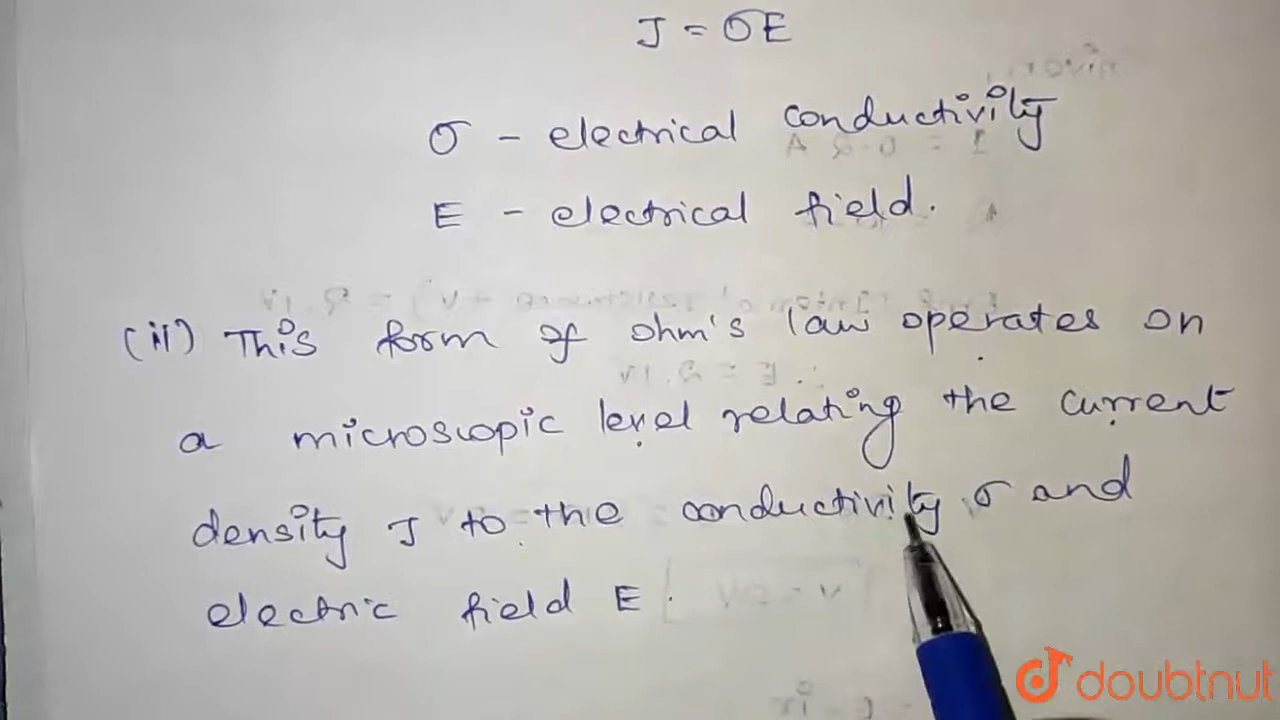 J = σE
σ - electrical conductivity
E - electrical field.
(ii) This form of ohm's law operates on
a microscopic level relating the current
density J to the conductivity σ and
electric field E.
doubtnut